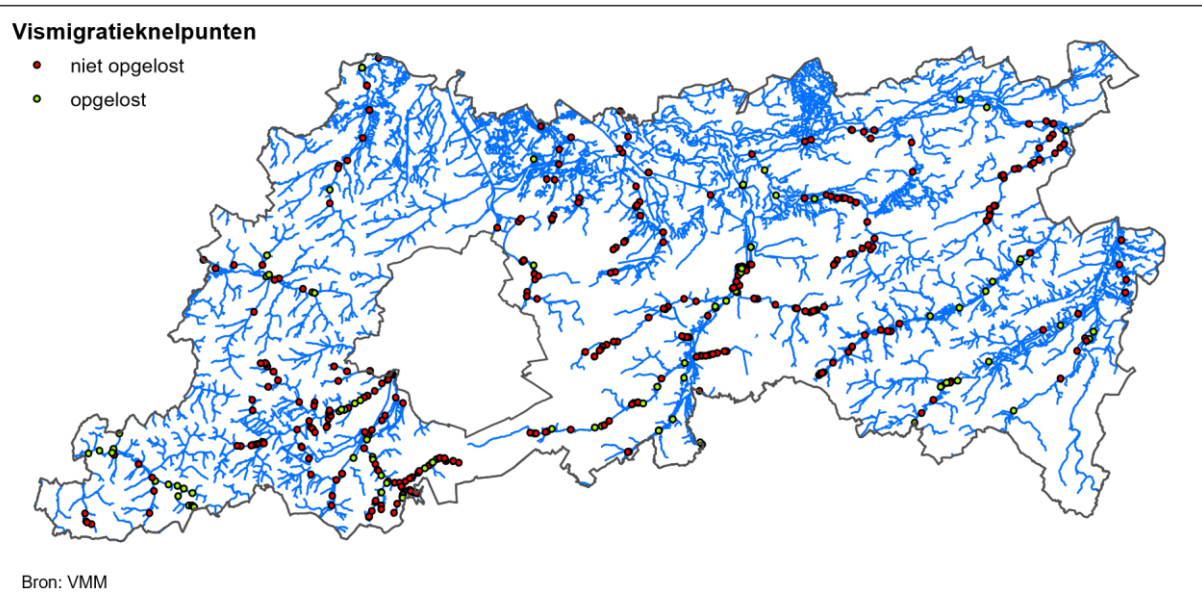 Vismigratieknelpunten
niet opgelost
opgelost
Bron: VMM